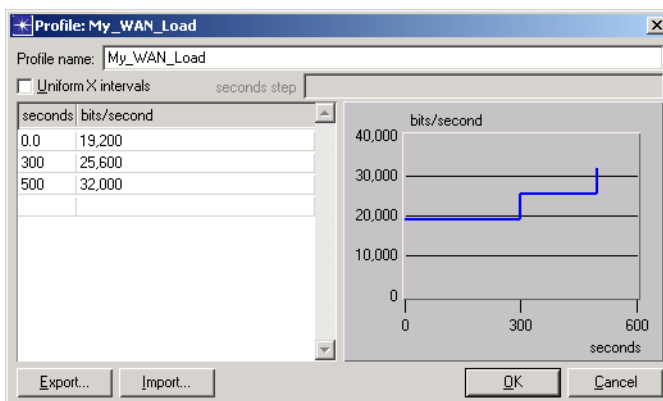 Profile: My_WAN_Load
Profile name: My_WAN_Load
Uniform X intervals seconds step
seconds bits/second
0.0 19,200
300 25,600
500 32,000
bits/second
40,000
30,000
20,000
10,000
0
0 300 600
seconds
Export... Import... OK Cancel